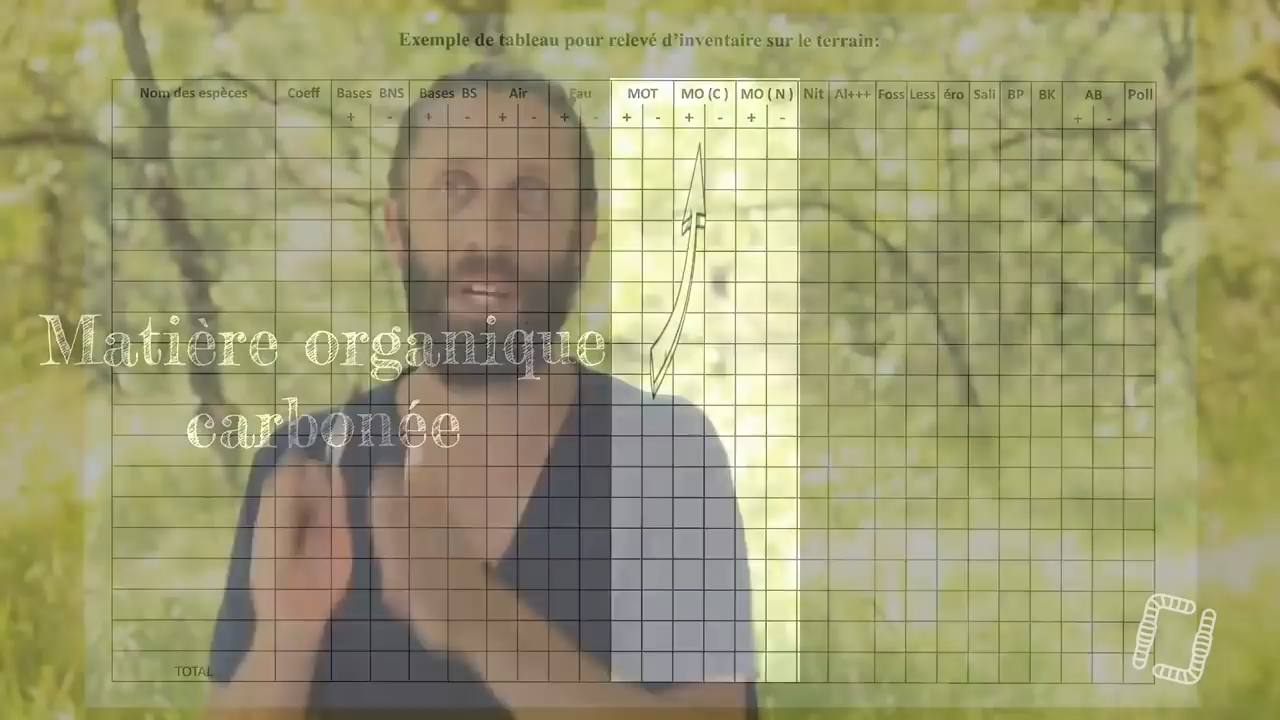 Exemple de tableau pour relevé d'inventaire sur le terrain:
Nom des espèces Coeff Bases BNS Bases BS Air Eau MOT MO (C) MO (N) Nit Al+++ Foss Less éro Sali BP BK AB Poll
+ - + - + - + - + - + - + - + -
Matière organique
carbonée
TOTAL